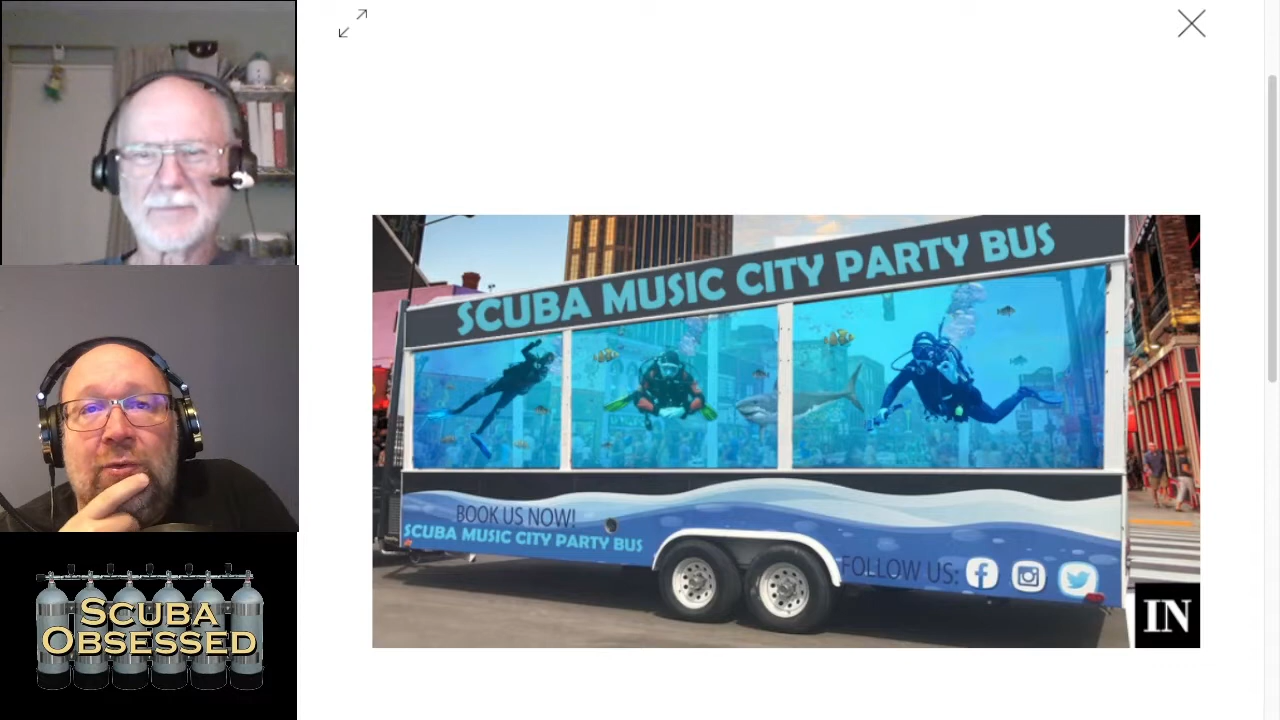 SCUBA MUSIC CITY PARTY BUS
BOOK US NOW!
SCUBA MUSIC CITY PARTY BUS
FOLLOW US:
IN
SCUBA
OBSESSED